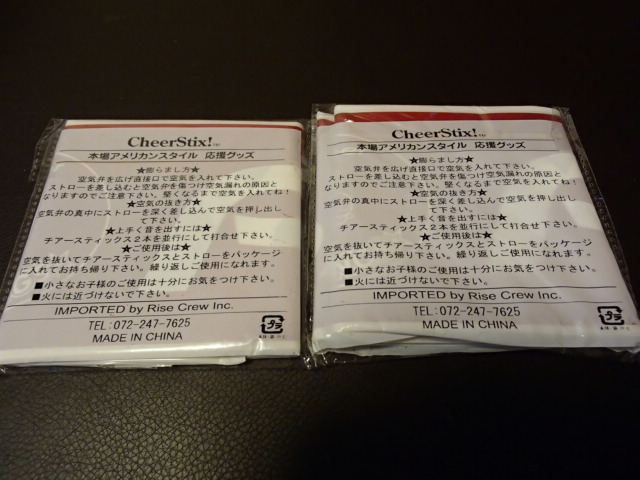 CheerStix!™
本場アメリカンスタイル 応援グッズ
★膨らまし方★
空気弁を広げ直接口で空気を入れて下さい。
ストローを差し込むと空気弁を傷つけ空気漏れの原因と
なりますのでご注意下さい。堅くなるまで空気を入れてね!
★空気の抜き方★
空気弁の真中にストローを深く差し込んで空気を押し出し
て下さい。
★上手く音を出すには★
チアースティックス2本を並行にして打合せ下さい。
★ご使用後は★
空気を抜いてチアースティックスとストローをパッケージ
に入れてお持ち帰り下さい。繰り返しご使用になれます。
■小さなお子様のご使用は十分にお気をつけ下さい。
■火には近づけないで下さい。
IMPORTED by Rise Crew Inc.
TEL:072-247-7625
MADE IN CHINA
プラ
CheerStix!™
本場アメリカンスタイル 応援グッズ
★膨らまし方★
空気弁を広げ直接口で空気を入れて下さい。
ストローを差し込むと空気弁を傷つけ空気漏れの原因と
なりますのでご注意下さい。堅くなるまで空気を入れてね!
★空気の抜き方★
空気弁の真中にストローを深く差し込んで空気を押し出し
て下さい。
★上手く音を出すには★
チアースティックス2本を並行にして打合せ下さい。
★ご使用後は★
空気を抜いてチアースティックスとストローをパッケージ
に入れてお持ち帰り下さい。繰り返しご使用になれます。
■小さなお子様のご使用は十分にお気をつけ下さい。
■火には近づけないで下さい。
IMPORTED by Rise Crew Inc.
TEL:072-247-7625
MADE IN CHINA
プラ